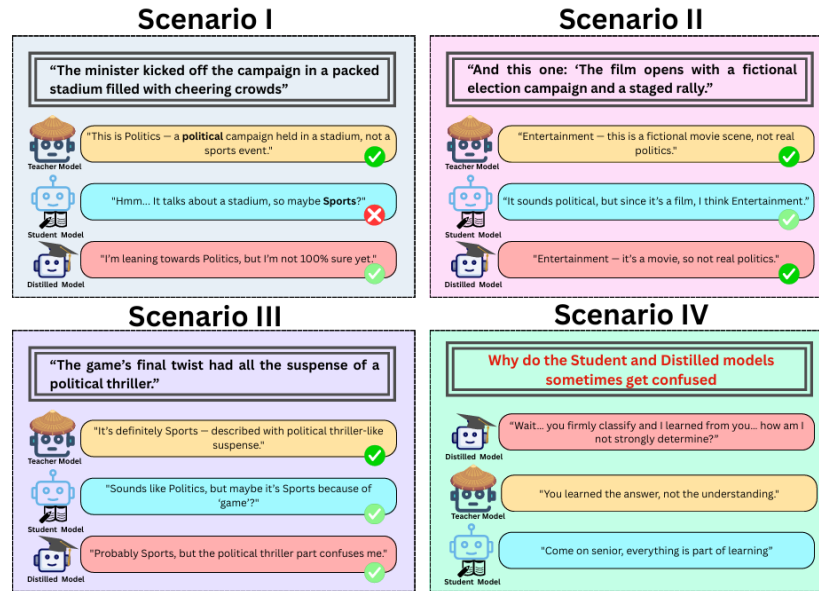 Scenario I
“The minister kicked off the campaign in a packed
stadium filled with cheering crowds”
"This is Politics — a political campaign held in a stadium, not a
sports event."
Teacher Model
"Hmm... It talks about a stadium, so maybe Sports?"
Student Model
"I’m leaning towards Politics, but I’m not 100% sure yet."
Distilled Model
Scenario II
“And this one: ‘The film opens with a fictional
election campaign and a staged rally.”
“Entertainment — this is a fictional movie scene, not real
politics."
Teacher Model
"It sounds political, but since it’s a film, I think Entertainment."
Student Model
"Entertainment — it’s a movie, so not real politics."
Distilled Model
Scenario III
“The game’s final twist had all the suspense of a
political thriller.”
"It’s definitely Sports — described with political thriller-like
suspense."
Teacher Model
"Sounds like Politics, but maybe it’s Sports because of
‘game’?"
Student Model
"Probably Sports, but the political thriller part confuses me."
Distilled Model
Scenario IV
Why do the Student and Distilled models
sometimes get confused
“Wait... you firmly classify and I learned from you... how am I
not strongly determine?”
Distilled Model
"You learned the answer, not the understanding."
Teacher Model
“Come on senior, everything is part of learning”
Student Model